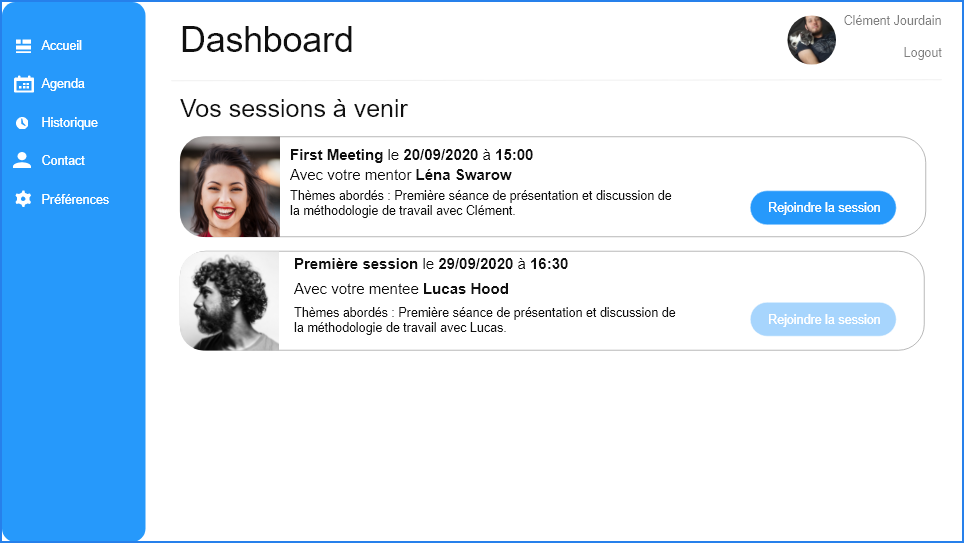 Accueil
Agenda
Historique
Contact
Préférences
Dashboard
Clément Jourdain
Logout
Vos sessions à venir
First Meeting le 20/09/2020 à 15:00
Avec votre mentor Léna Swarow
Thèmes abordés : Première séance de présentation et discussion de
la méthodologie de travail avec Clément.
Rejoindre la session
Première session le 29/09/2020 à 16:30
Avec votre mentee Lucas Hood
Thèmes abordés : Première séance de présentation et discussion de
la méthodologie de travail avec Lucas.
Rejoindre la session